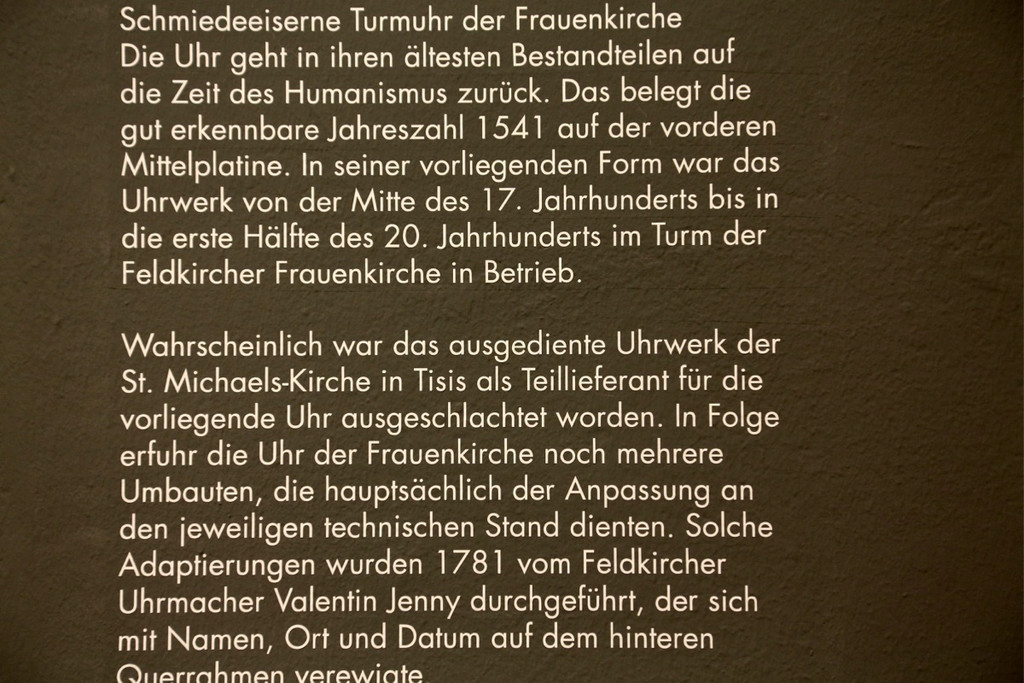 Schmiedeeiserne Turmuhr der Frauenkirche
Die Uhr geht in ihren ältesten Bestandteilen auf
die Zeit des Humanismus zurück. Das belegt die
gut erkennbare Jahreszahl 1541 auf der vorderen
Mittelplatine. In seiner vorliegenden Form war das
Uhrwerk von der Mitte des 17. Jahrhunderts bis in
die erste Hälfte des 20. Jahrhunderts im Turm der
Feldkircher Frauenkirche in Betrieb.
Wahrscheinlich war das ausgediente Uhrwerk der
St. Michaels-Kirche in Tisis als Teillieferant für die
vorliegende Uhr ausgeschlachtet worden. In Folge
erfuhr die Uhr der Frauenkirche noch mehrere
Umbauten, die hauptsächlich der Anpassung an
den jeweiligen technischen Stand dienten. Solche
Adaptierungen wurden 1781 vom Feldkircher
Uhrmacher Valentin Jenny durchgeführt, der sich
mit Namen, Ort und Datum auf dem hinteren
Querrahmen verewigte.